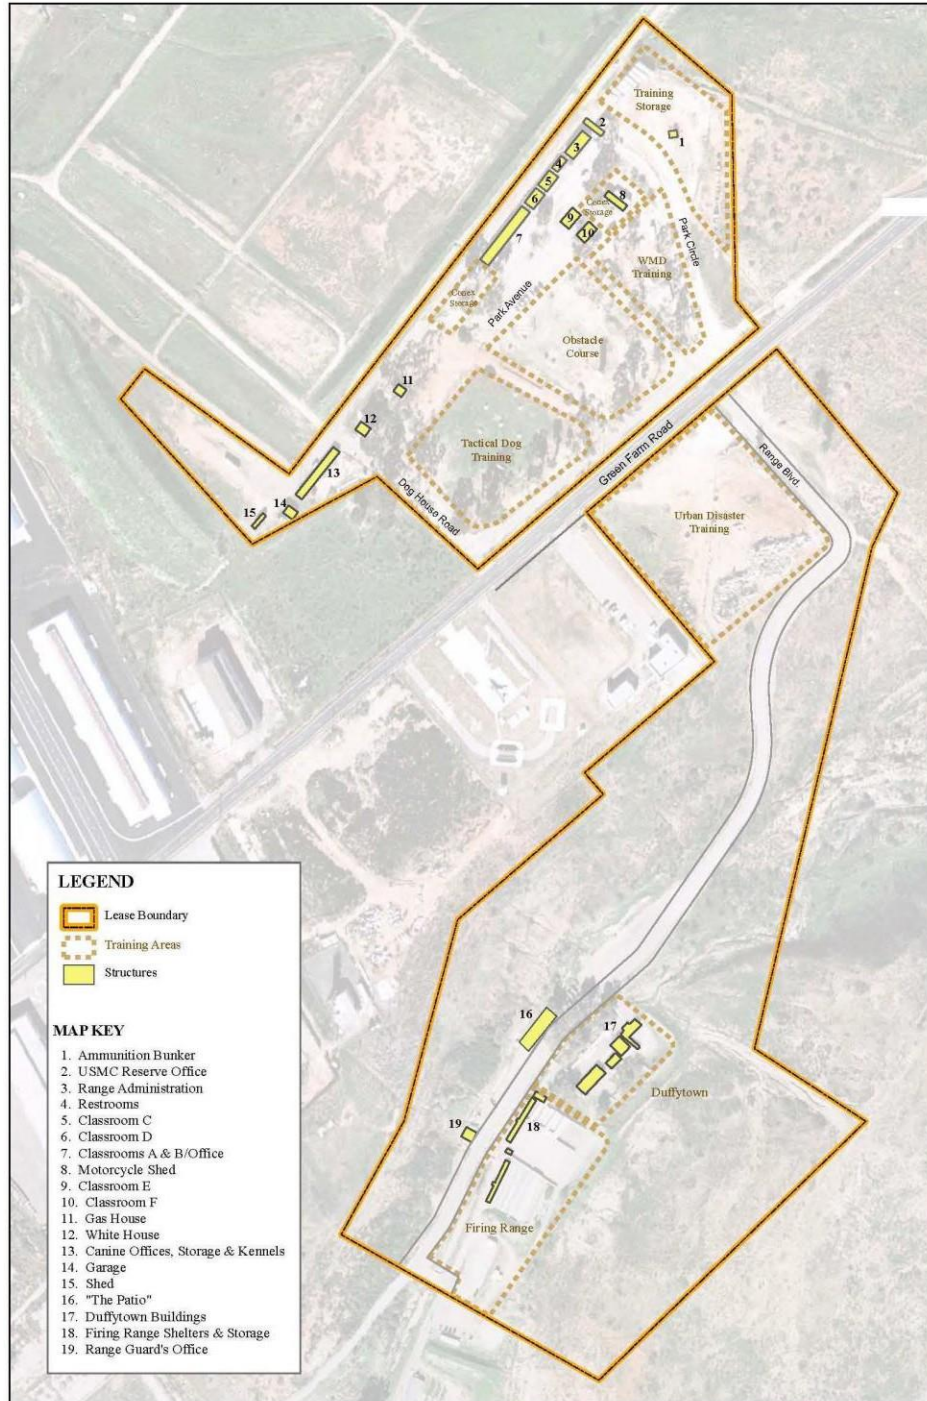 Training
Storage
2
1
3
4
5
6
7
8
Conex
Storage
9
10
Park Circle
WMD
Training
Conex
Storage
Park Avenue
Obstacle
Course
11
12
13
14
15
Tactical Dog
Training
Dog House Road
Green Farm Road
Range Blvd.
Urban Disaster
Training
LEGEND
Lease Boundary
Training Areas
Structures
MAP KEY
1. Ammunition Bunker
2. USMC Reserve Office
3. Range Administration
4. Restrooms
5. Classroom C
6. Classroom D
7. Classrooms A & B/Office
8. Motorcycle Shed
9. Classroom E
10. Classroom F
11. Gas House
12. White House
13. Canine Offices, Storage & Kennels
14. Garage
15. Shed
16. "The Patio"
17. Duffytown Buildings
18. Firing Range Shelters & Storage
19. Range Guard's Office
16
17
Duffytown
19
18
Firing Range